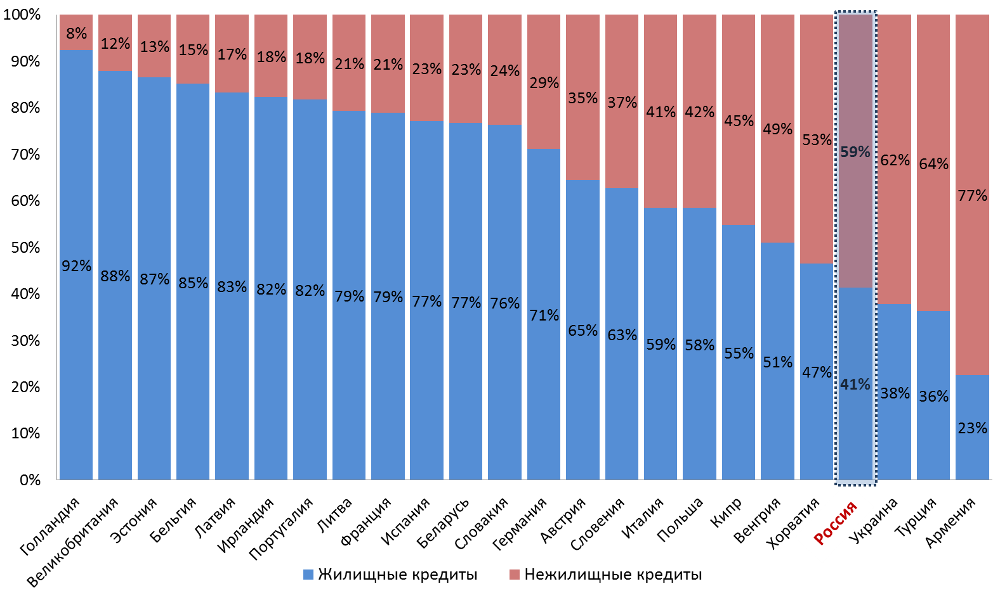 100%
90%
80%
70%
60%
50%
40%
30%
20%
10%
0%
8% 12% 13% 15% 17% 18% 18% 21% 21% 23% 23% 24% 29% 35% 37% 41% 42% 45% 49% 53% 59% 62% 64% 77%
92% 88% 87% 85% 83% 82% 82% 79% 79% 77% 77% 76% 71% 65% 63% 59% 58% 55% 51% 47% 41% 38% 36% 23%
Голландия
Великобритания
Эстония
Бельгия
Латвия
Ирландия
Португалия
Литва
Франция
Испания
Беларусь
Словакия
Германия
Австрия
Словения
Италия
Польша
Кипр
Венгрия
Хорватия
Россия
Украина
Турция
Армения
Жилищные кредиты Нежилищные кредиты